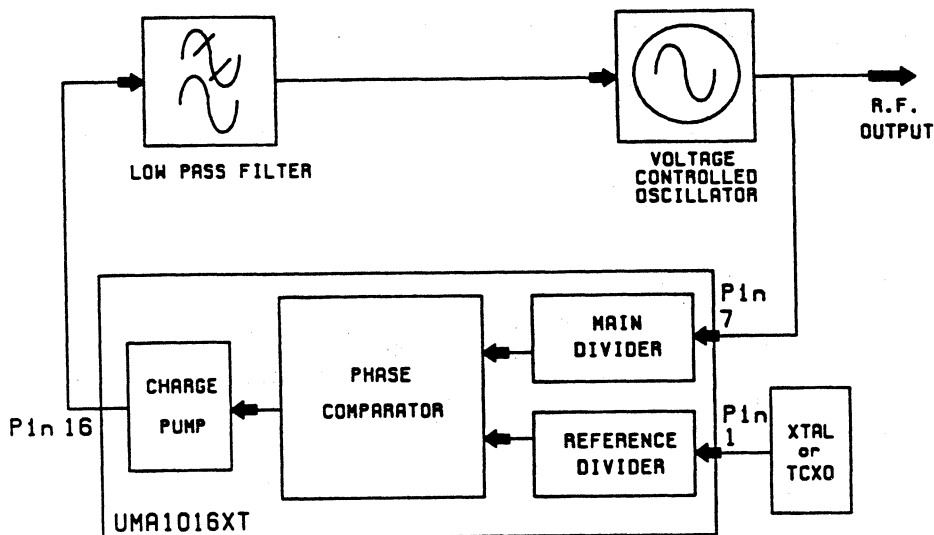 R.F.
OUTPUT
LOW PASS FILTER
VOLTAGE
CONTROLLED
OSCILLATOR
Pin
7
MAIN
DIVIDER
CHARGE
PUMP
PHASE
COMPARATOR
Pin 16
REFERENCE
DIVIDER
Pin
1
XTAL
or
TCXO
UMA1016XT